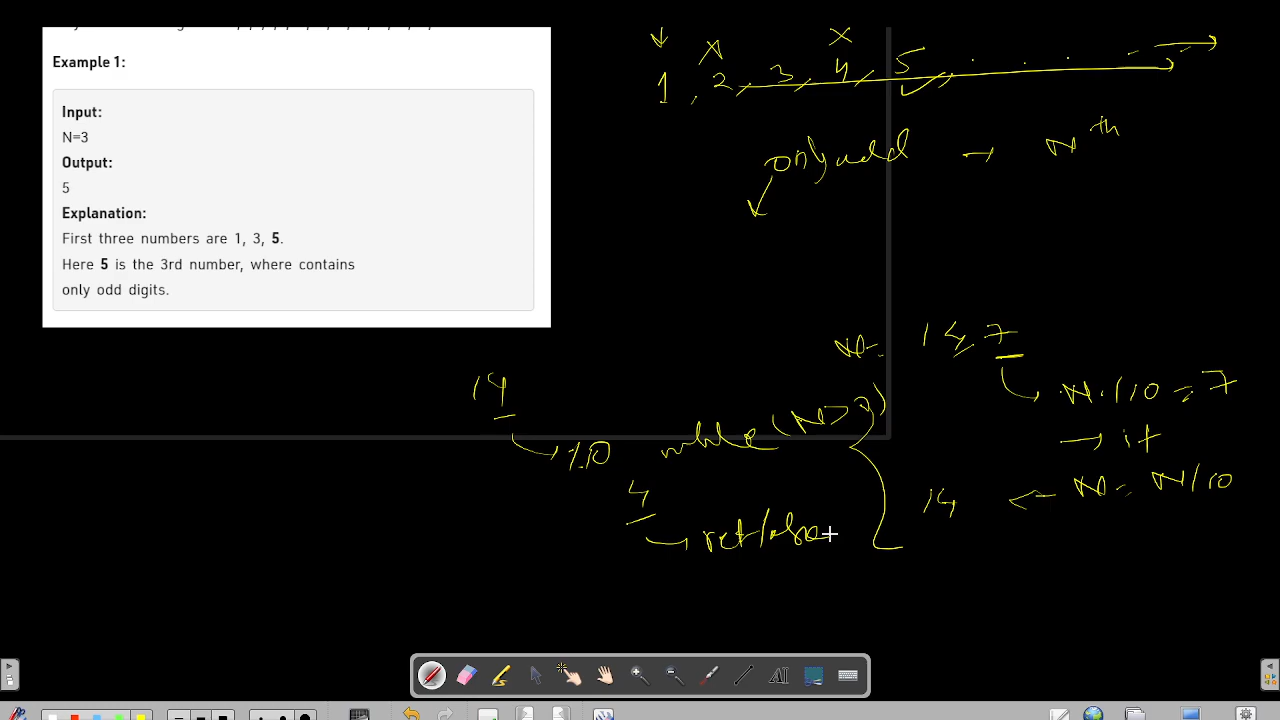 Example 1:
Input:
N=3
Output:
5
Explanation:
First three numbers are 1, 3, 5.
Here 5 is the 3rd number, where contains
only odd digits.
x x
1, 2, 3, 4, 5, . . .
only odd → Nth
N= 147
N%10 = 7
→ if
N= N/10
14
14
%10
while(N>0)
4
ret false